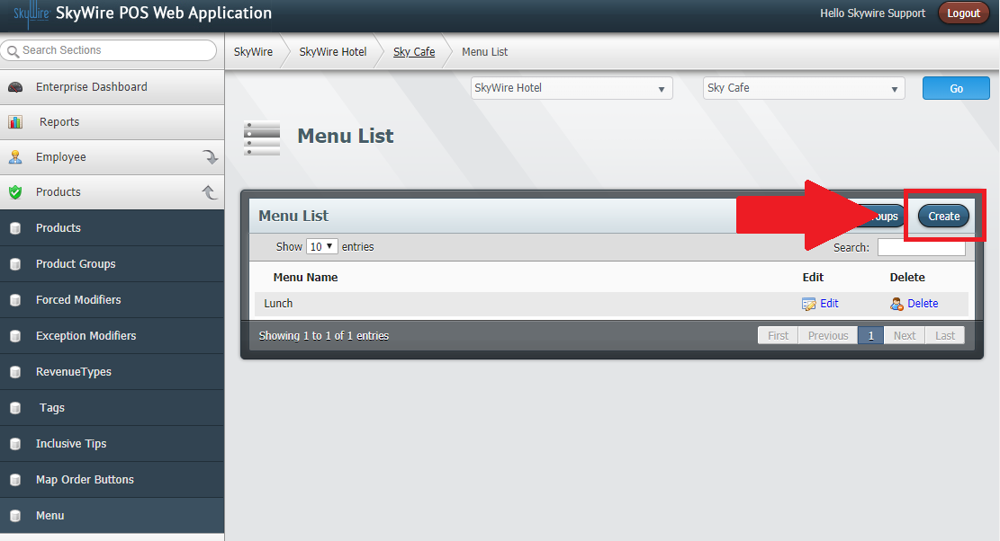 SkyWire SkyWire POS Web Application
Hello Skywire Support Logout
Search Sections
SkyWire SkyWire Hotel Sky Cafe Menu List
Enterprise Dashboard
Reports
Employee
Products
Products
Product Groups
Forced Modifiers
Exception Modifiers
RevenueTypes
Tags
Inclusive Tips
Map Order Buttons
Menu
SkyWire Hotel Sky Cafe Go
Menu List
Menu List
Create
Show 10 entries
Search:
Menu Name Edit Delete
Lunch Edit Delete
Showing 1 to 1 of 1 entries
First Previous 1 Next Last